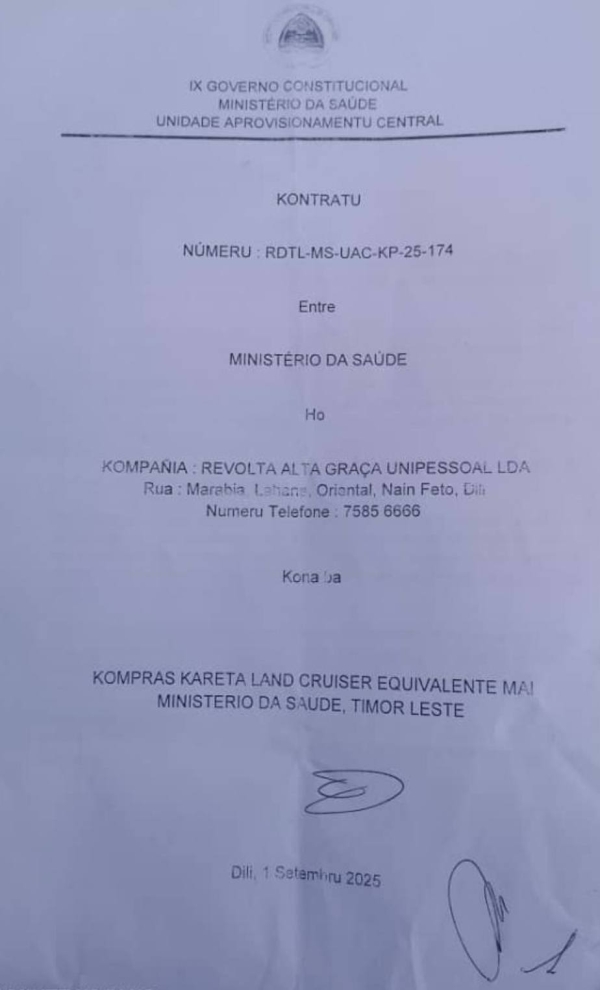 IX GOVERNO CONSTITUCIONAL
MINISTÉRIO DA SAÚDE
UNIDADE APROVISIONAMENTU CENTRAL
KONTRATU
NÚMERU : RDTL-MS-UAC-KP-25-174
Entre
MINISTÉRIO DA SAÚDE
Ho
KOMPAÑIA : REVOLTA ALTA GRAÇA UNIPESSOAL LDA
Rua : Marabia, Lahane, Oriental, Nain Feto, Dili
Numeru Telefone : 7585 6666
Kona ba
KOMPRAS KARETA LAND CRUISER EQUIVALENTE MAI
MINISTERIO DA SAUDE, TIMOR LESTE
Dili, 1 Setembru 2025